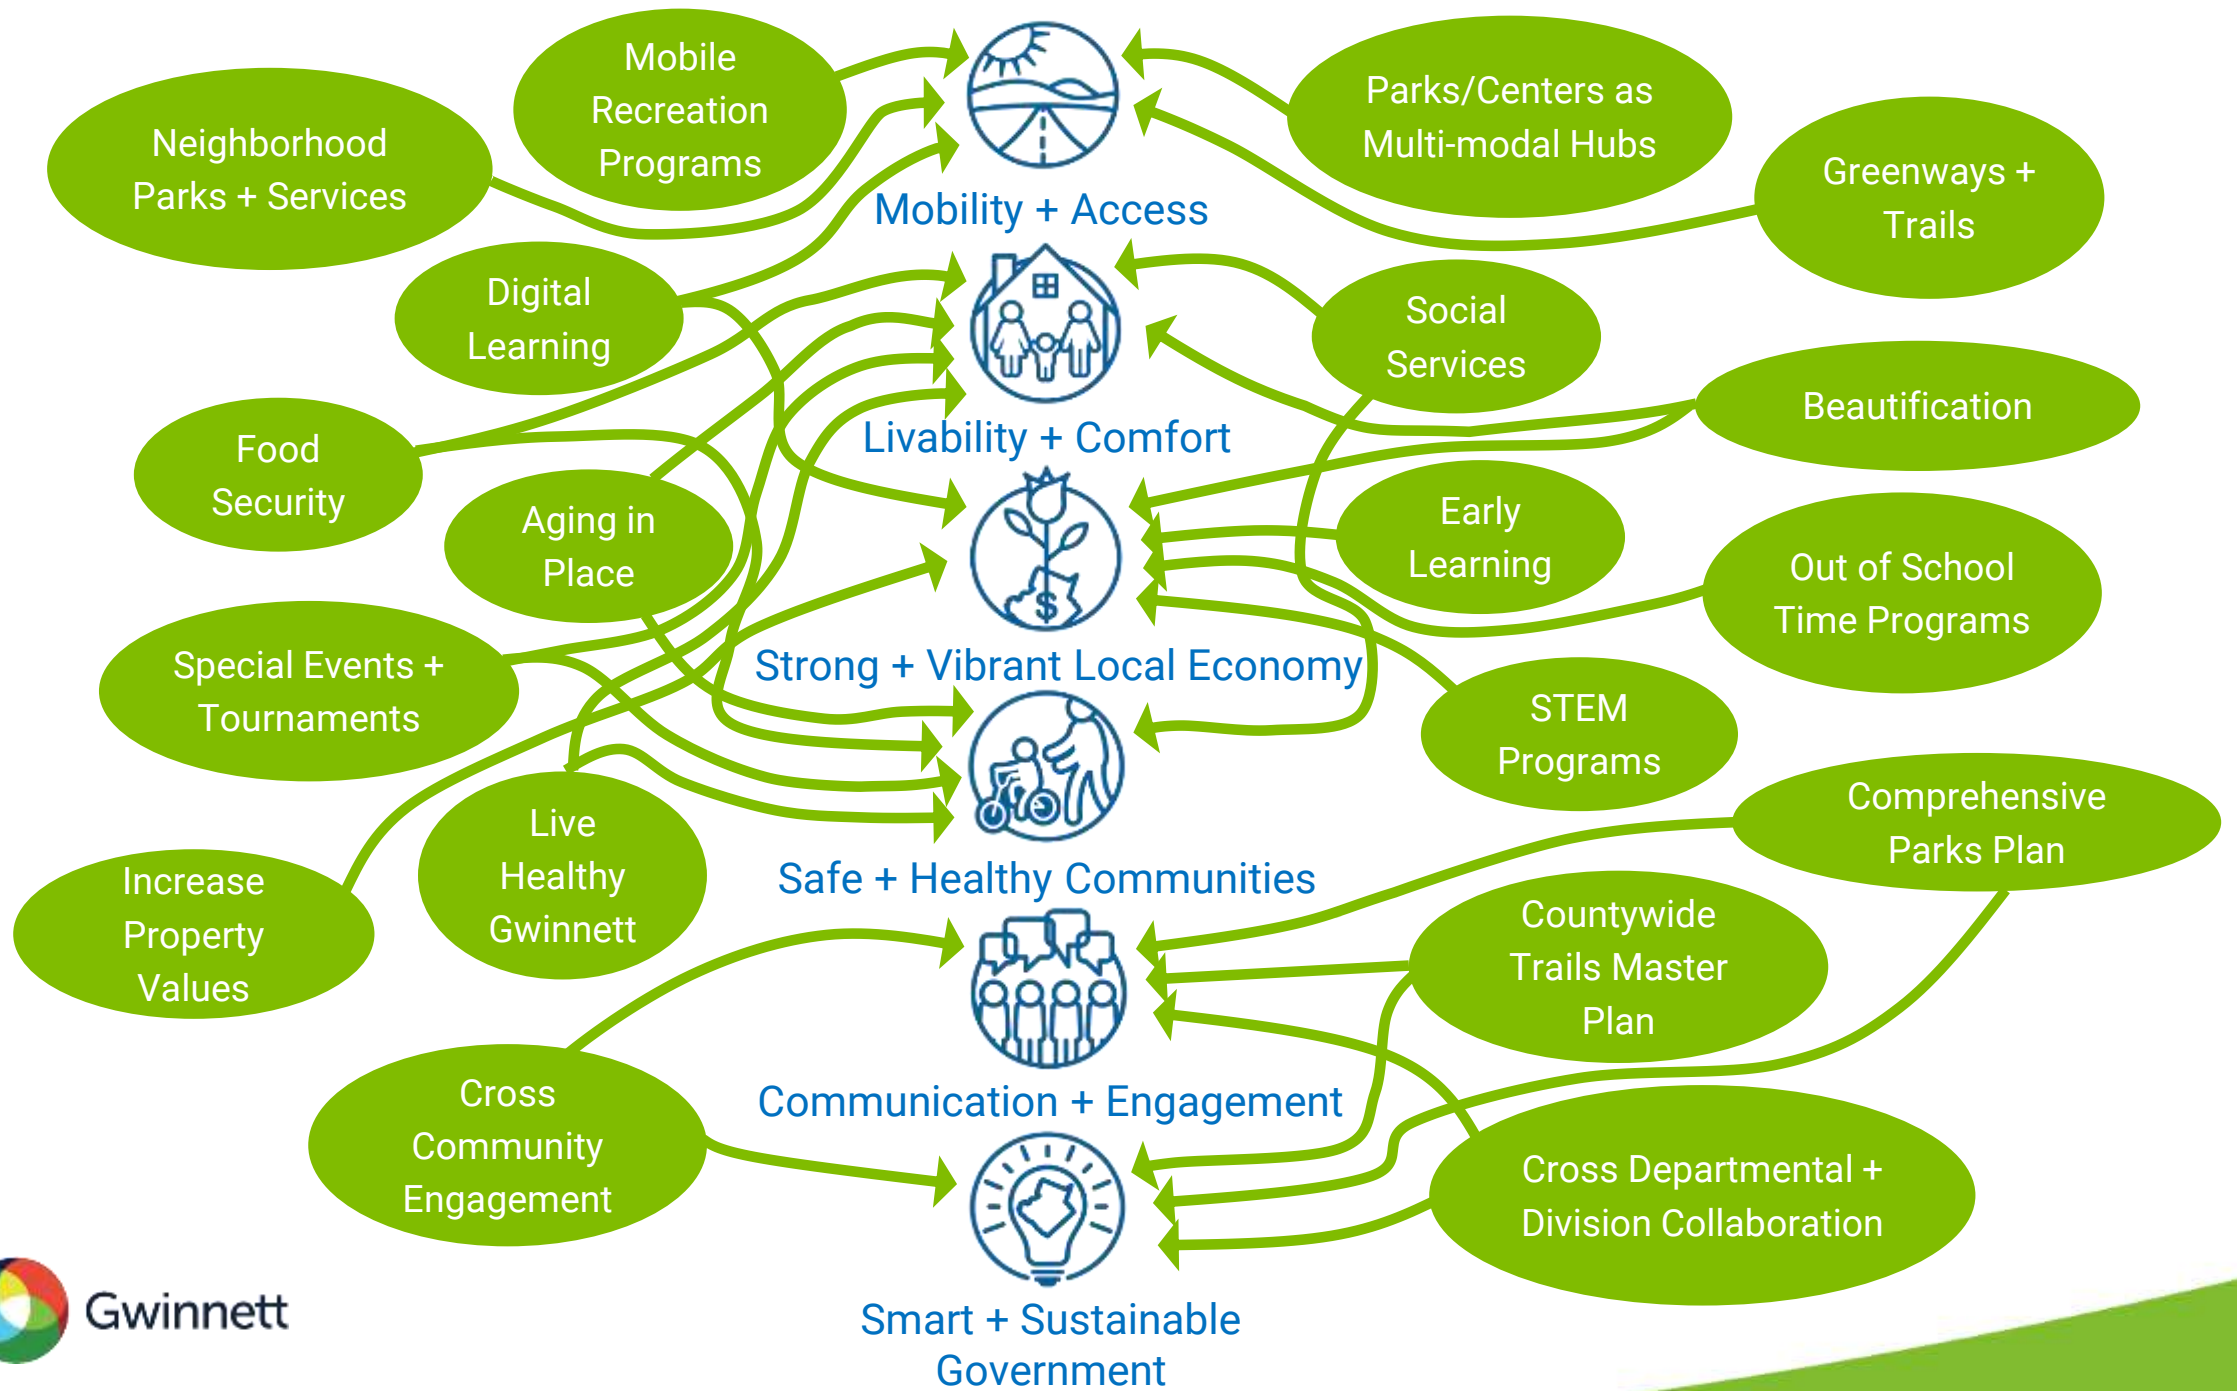 Mobile
Recreation
Programs
Neighborhood
Parks + Services
Parks/Centers as
Multi-modal Hubs
Greenways +
Trails
Mobility + Access
Digital
Learning
Social
Services
Beautification
Livability + Comfort
Food
Security
Aging in
Place
Early
Learning
Out of School
Time Programs
$
Strong + Vibrant Local Economy
Special Events +
Tournaments
STEM
Programs
Comprehensive
Parks Plan
Live
Healthy
Gwinnett
Safe + Healthy Communities
Increase
Property
Values
Countywide
Trails Master
Plan
Communication + Engagement
Cross
Community
Engagement
Cross Departmental +
Division Collaboration
Gwinnett
Smart + Sustainable
Government